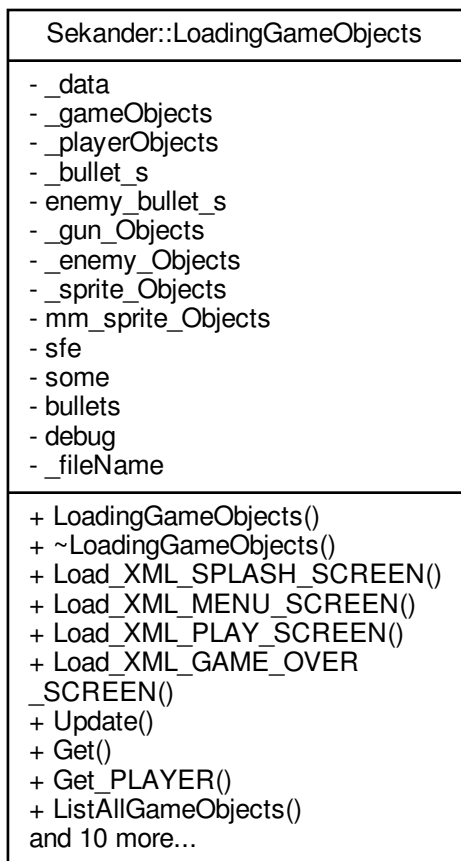 Sekander::LoadingGameObjects
- _data
- _gameObjects
- _playerObjects
- _bullet_s
- enemy_bullet_s
- _gun_Objects
- _enemy_Objects
- _sprite_Objects
- mm_sprite_Objects
- sfe
- some
- bullets
- debug
- _fileName
+ LoadingGameObjects()
+ ~LoadingGameObjects()
+ Load_XML_SPLASH_SCREEN()
+ Load_XML_MENU_SCREEN()
+ Load_XML_PLAY_SCREEN()
+ Load_XML_GAME_OVER
_SCREEN()
+ Update()
+ Get()
+ Get_PLAYER()
+ ListAllGameObjects()
and 10 more...